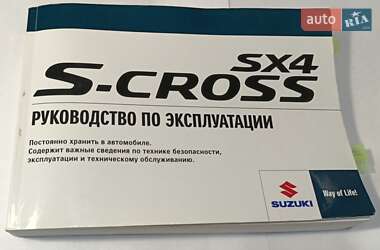 auto RIA.com
SX4
S-CROSS
РУКОВОДСТВО ПО ЭКСПЛУАТАЦИИ
Постоянно хранить в автомобиле.
Содержит важные сведения по технике безопасности,
эксплуатации и техническому обслуживанию.
SUZUKI
Way of Life!